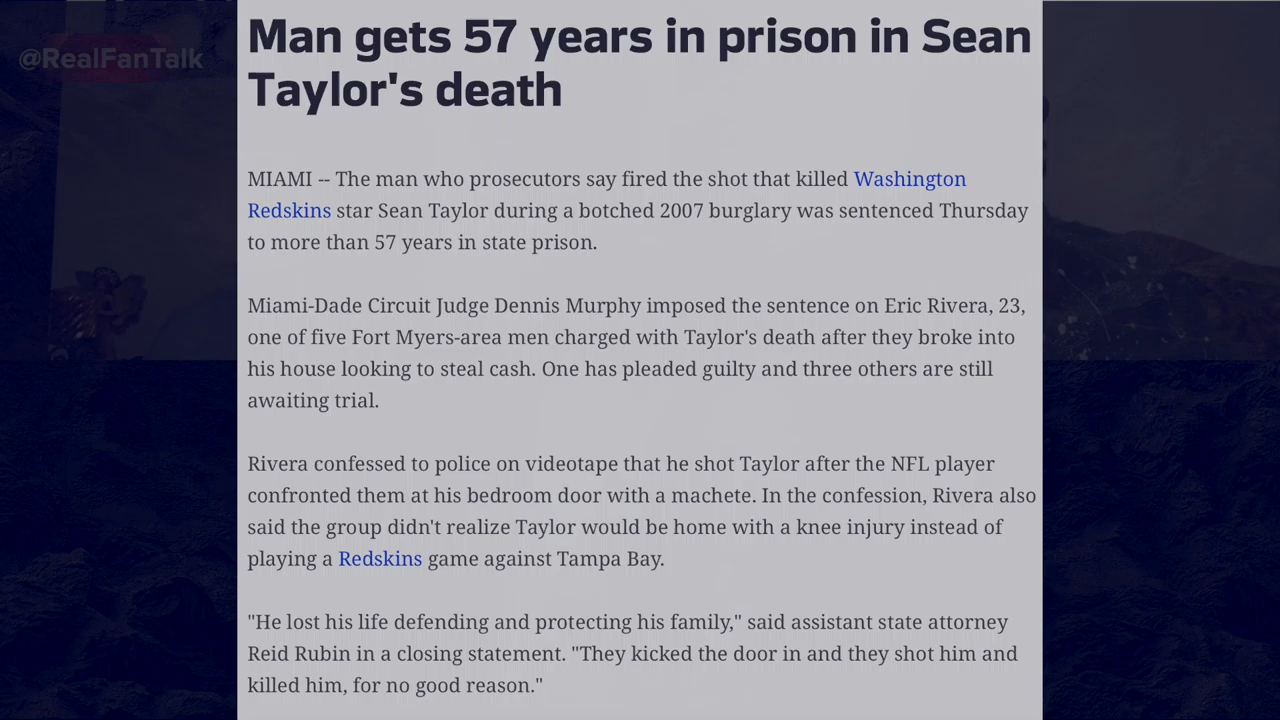 @RealFanTalk
Man gets 57 years in prison in Sean
Taylor's death
MIAMI -- The man who prosecutors say fired the shot that killed Washington
Redskins star Sean Taylor during a botched 2007 burglary was sentenced Thursday
to more than 57 years in state prison.
Miami-Dade Circuit Judge Dennis Murphy imposed the sentence on Eric Rivera, 23,
one of five Fort Myers-area men charged with Taylor's death after they broke into
his house looking to steal cash. One has pleaded guilty and three others are still
awaiting trial.
Rivera confessed to police on videotape that he shot Taylor after the NFL player
confronted them at his bedroom door with a machete. In the confession, Rivera also
said the group didn't realize Taylor would be home with a knee injury instead of
playing a Redskins game against Tampa Bay.
"He lost his life defending and protecting his family," said assistant state attorney
Reid Rubin in a closing statement. "They kicked the door in and they shot him and
killed him, for no good reason."